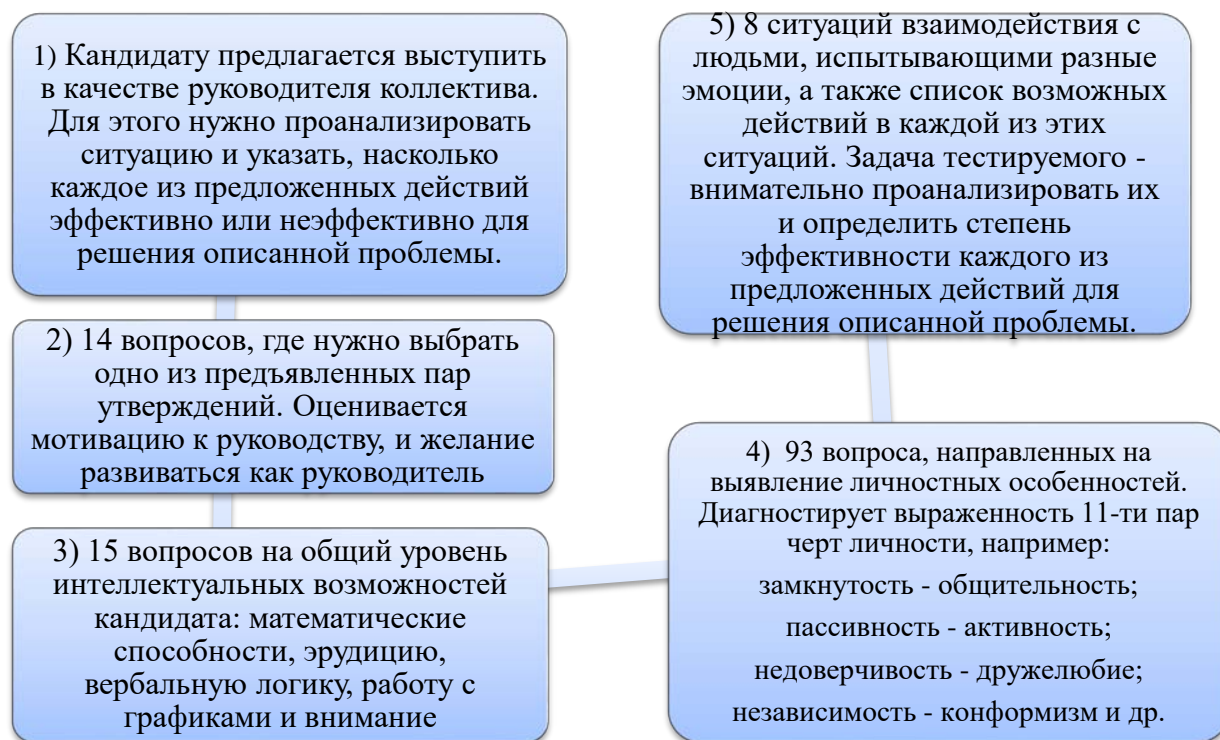 1) Кандидату предлагается выступить
в качестве руководителя коллектива.
Для этого нужно проанализировать
ситуацию и указать, насколько
каждое из предложенных действий
эффективно или неэффективно для
решения описанной проблемы.
2) 14 вопросов, где нужно выбрать
одно из предъявленных пар
утверждений. Оценивается
мотивацию к руководству, и желание
развиваться как руководитель
3) 15 вопросов на общий уровень
интеллектуальных возможностей
кандидата: математические
способности, эрудицию,
вербальную логику, работу с
графиками и внимание
4) 93 вопроса, направленных на
выявление личностных особенностей.
Диагностирует выраженность 11-ти пар
черт личности, например:
замкнутость - общительность;
пассивность - активность;
недоверчивость - дружелюбие;
независимость - конформизм и др.
5) 8 ситуаций взаимодействия с
людьми, испытывающими разные
эмоции, а также список возможных
действий в каждой из этих
ситуаций. Задача тестируемого -
внимательно проанализировать их
и определить степень
эффективности каждого из
предложенных действий для
решения описанной проблемы.